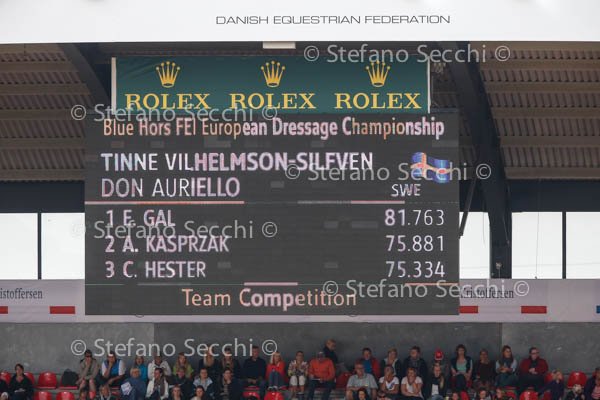 DANISH EQUESTRIAN FEDERATION
© Stefano Secchi ©
ROLEX ROLEX ROLEX
© Stefano Secchi ©
Blue Hors FEI European Dressage Championship
TINNE VILHELMSON-SILFVEN
© Stefano Secchi ©
DON AURIELLO SWE
1 E. GAL 81.763
© Stefano Secchi ©
2 A. KASPRZAK 75.881
3 C. HESTER 75.334
© Stefano Secchi ©
Team Competition
© Stefano Secchi ©